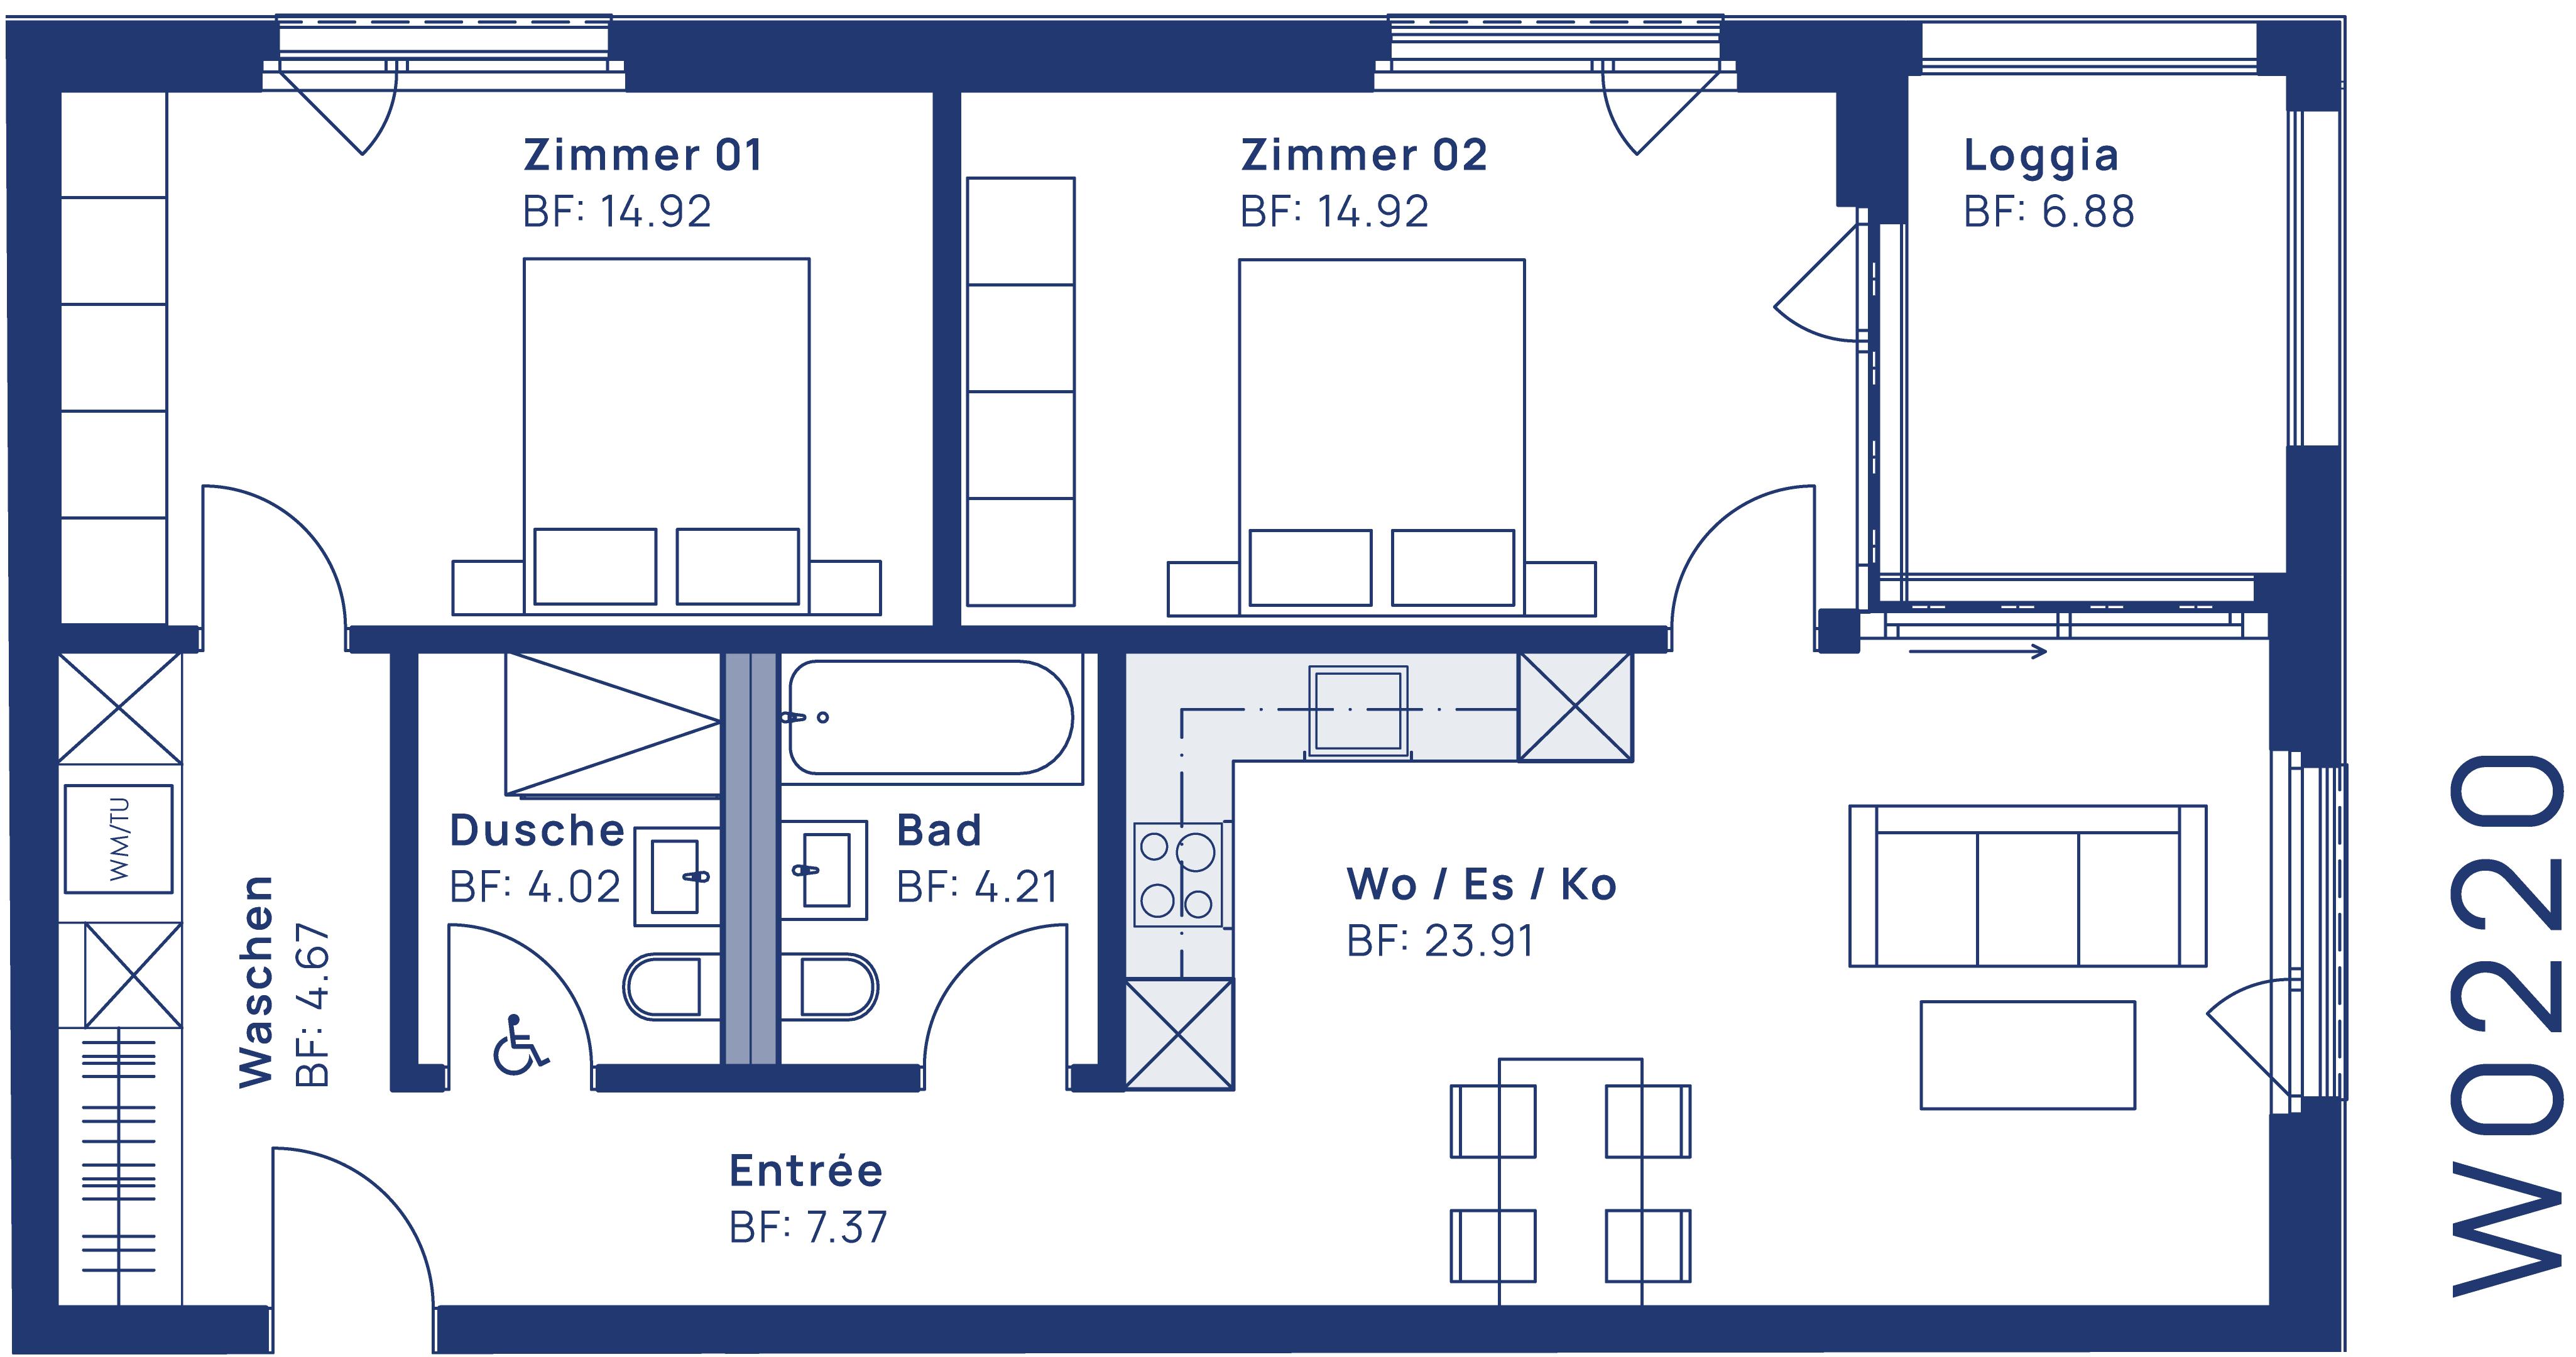 Zimmer 01
BF: 14.92
Zimmer 02
BF: 14.92
Loggia
BF: 6.88
WM/TU
Waschen
BF: 4.67
Dusche
BF: 4.02
Bad
BF: 4.21
Wo / Es / Ko
BF: 23.91
Entrée
BF: 7.37
W0220